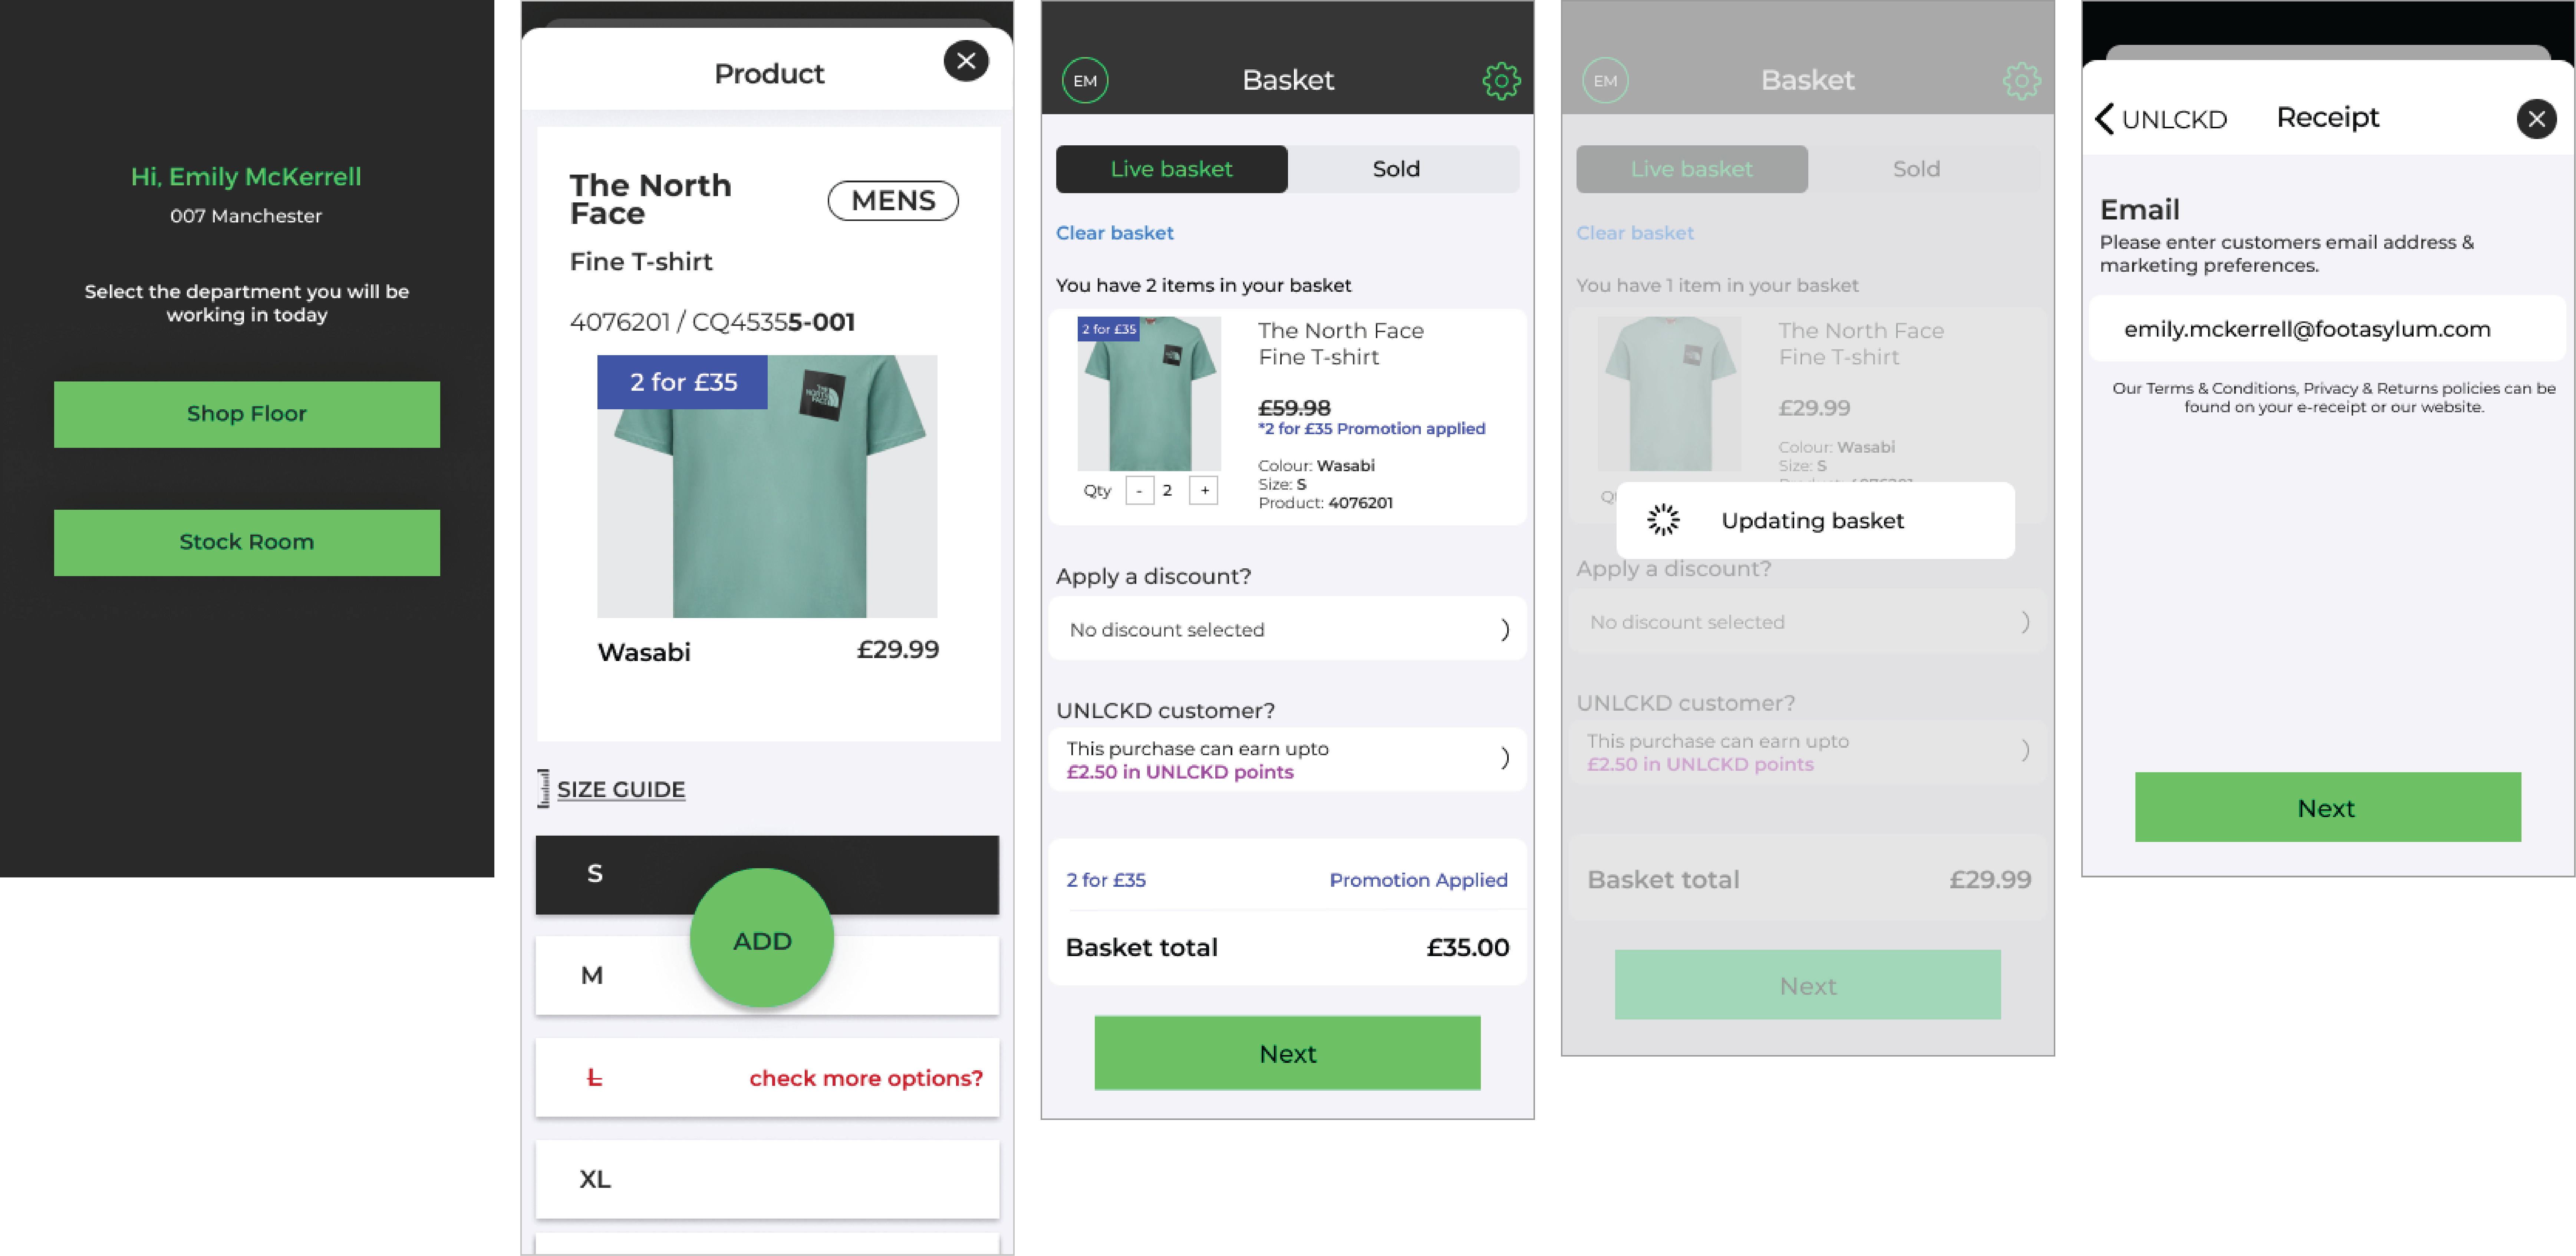 Hi, Emily McKerrell
007 Manchester
Select the department you will be
working in today
Shop Floor
Stock Room
Product
The North
Face
MENS
Fine T-shirt
4076201 / CQ45355-001
2 for £35
THE
NORTH
FACE
Wasabi
£29.99
SIZE GUIDE
S
ADD
M
L
check more options?
XL
EM
Basket
Live basket
Sold
Clear basket
You have 2 items in your basket
2 for £35
The North Face
Fine T-shirt
£59.98
*2 for £35 Promotion applied
Colour: Wasabi
Size: S
Product: 4076201
Qty - 2 +
Apply a discount?
No discount selected
UNLCKD customer?
This purchase can earn upto
£2.50 in UNLCKD points
2 for £35
Promotion Applied
Basket total
£35.00
Next
EM
Basket
Live basket
Sold
Clear basket
You have 1 item in your basket
The North Face
Fine T-shirt
£29.99
Colour: Wasabi
Size: S
Updating basket
Apply a discount?
No discount selected
UNLCKD customer?
This purchase can earn upto
£2.50 in UNLCKD points
Basket total
£29.99
Next
UNLCKD
Receipt
Email
Please enter customers email address &
marketing preferences.
emily.mckerrell@footasylum.com
Our Terms & Conditions, Privacy & Returns policies can be
found on your e-receipt or our website.
Next